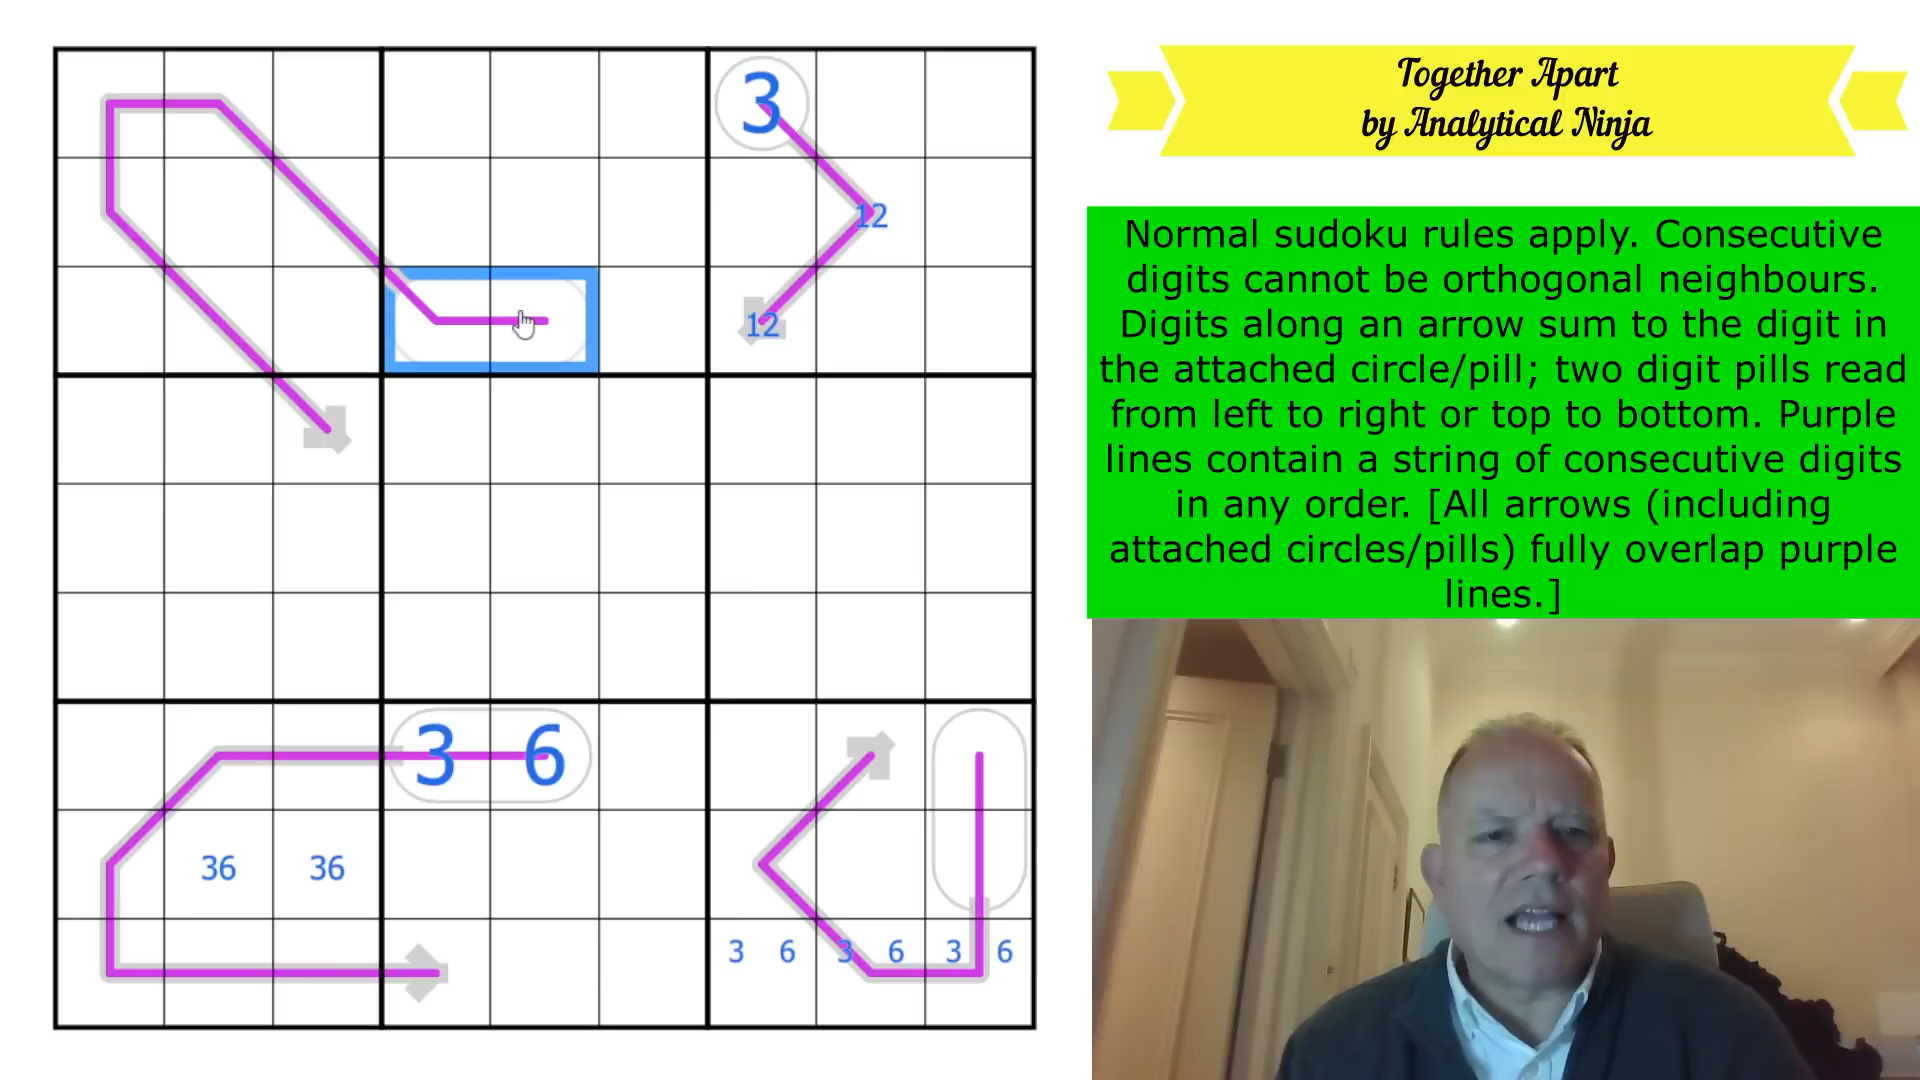 Together Apart
by Analytical Ninja
Normal sudoku rules apply. Consecutive
digits cannot be orthogonal neighbours.
Digits along an arrow sum to the digit in
the attached circle/pill; two digit pills read
from left to right or top to bottom. Purple
lines contain a string of consecutive digits
in any order. [All arrows (including
attached circles/pills) fully overlap purple
lines.]
3
12
12
3 6
36 36
3 6 3 6 3 6